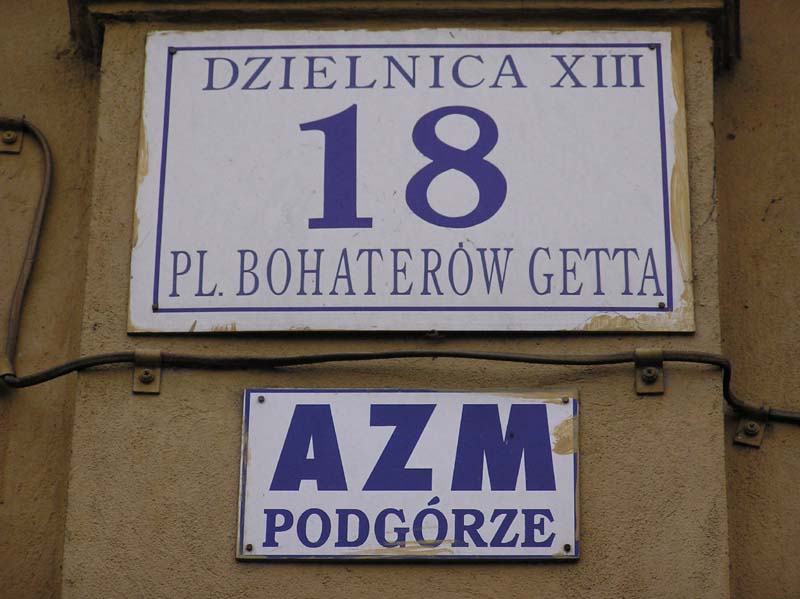 DZIELNICA XIII
18
PL. BOHATERÓW GETTA
AZM
PODGÓRZE